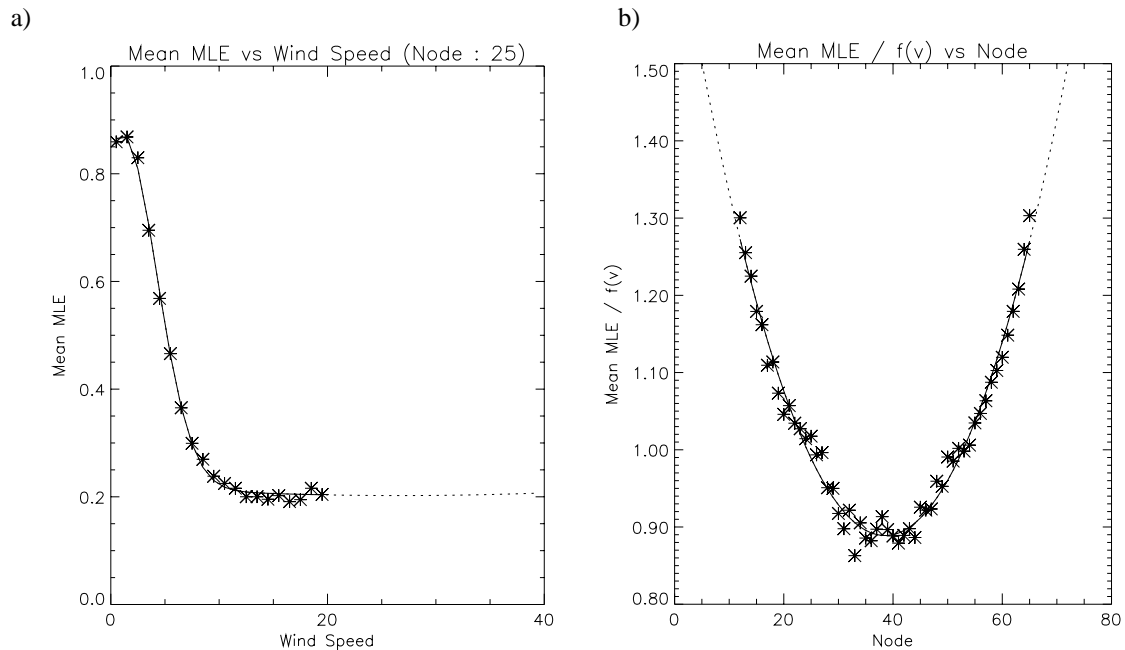 a)
Mean MLE vs Wind Speed (Node : 25)
1.0
0.8
0.6
0.4
0.2
0.0
Mean MLE
0
20
40
Wind Speed
b)
Mean MLE / f(v) vs Node
1.50
1.40
1.30
1.20
1.10
1.00
0.90
0.80
Mean MLE / f(v)
0
20
40
60
80
Node